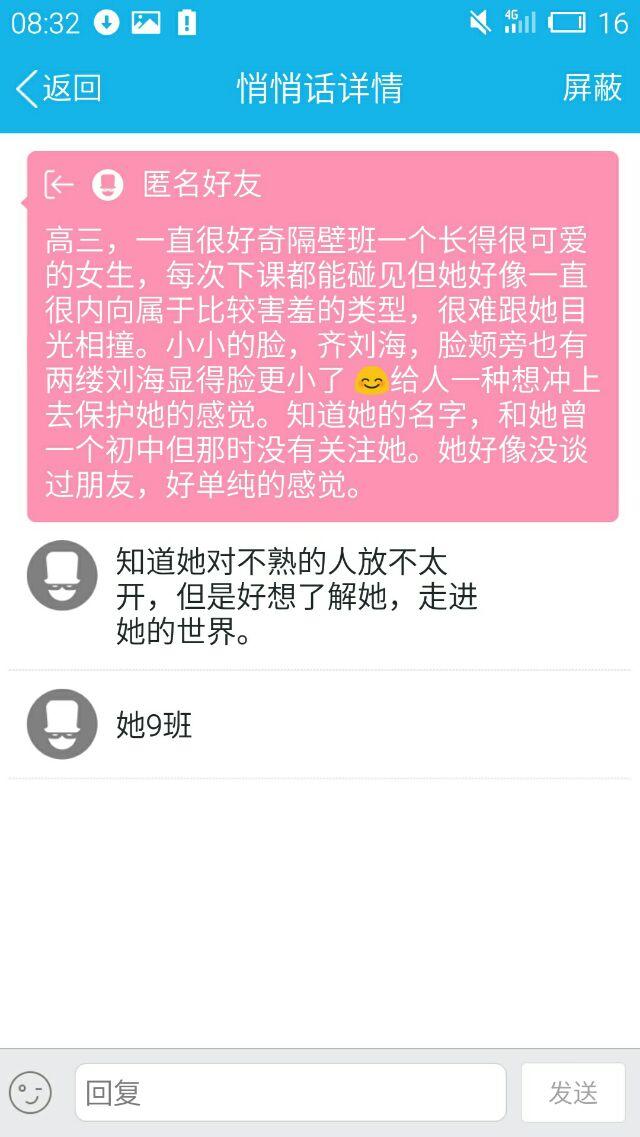 08:32 4G 16
返回 悄悄话详情 屏蔽
匿名好友
高三，一直很好奇隔壁班一个长得很可爱
的女生，每次下课都能碰见但她好像一直
很内向属于比较害羞的类型，很难跟她目
光相撞。小小的脸，齐刘海，脸颊旁也有
两缕刘海显得脸更小了😊给人一种想冲上
去保护她的感觉。知道她的名字，和她曾
一个初中但那时没有关注她。她好像没谈
过朋友，好单纯的感觉。
知道她对不熟的人放不太
开，但是好想了解她，走进
她的世界。
她9班
回复 发送